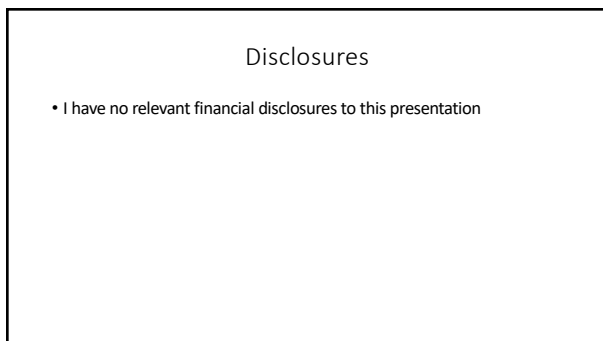 Disclosures
• I have no relevant financial disclosures to this presentation